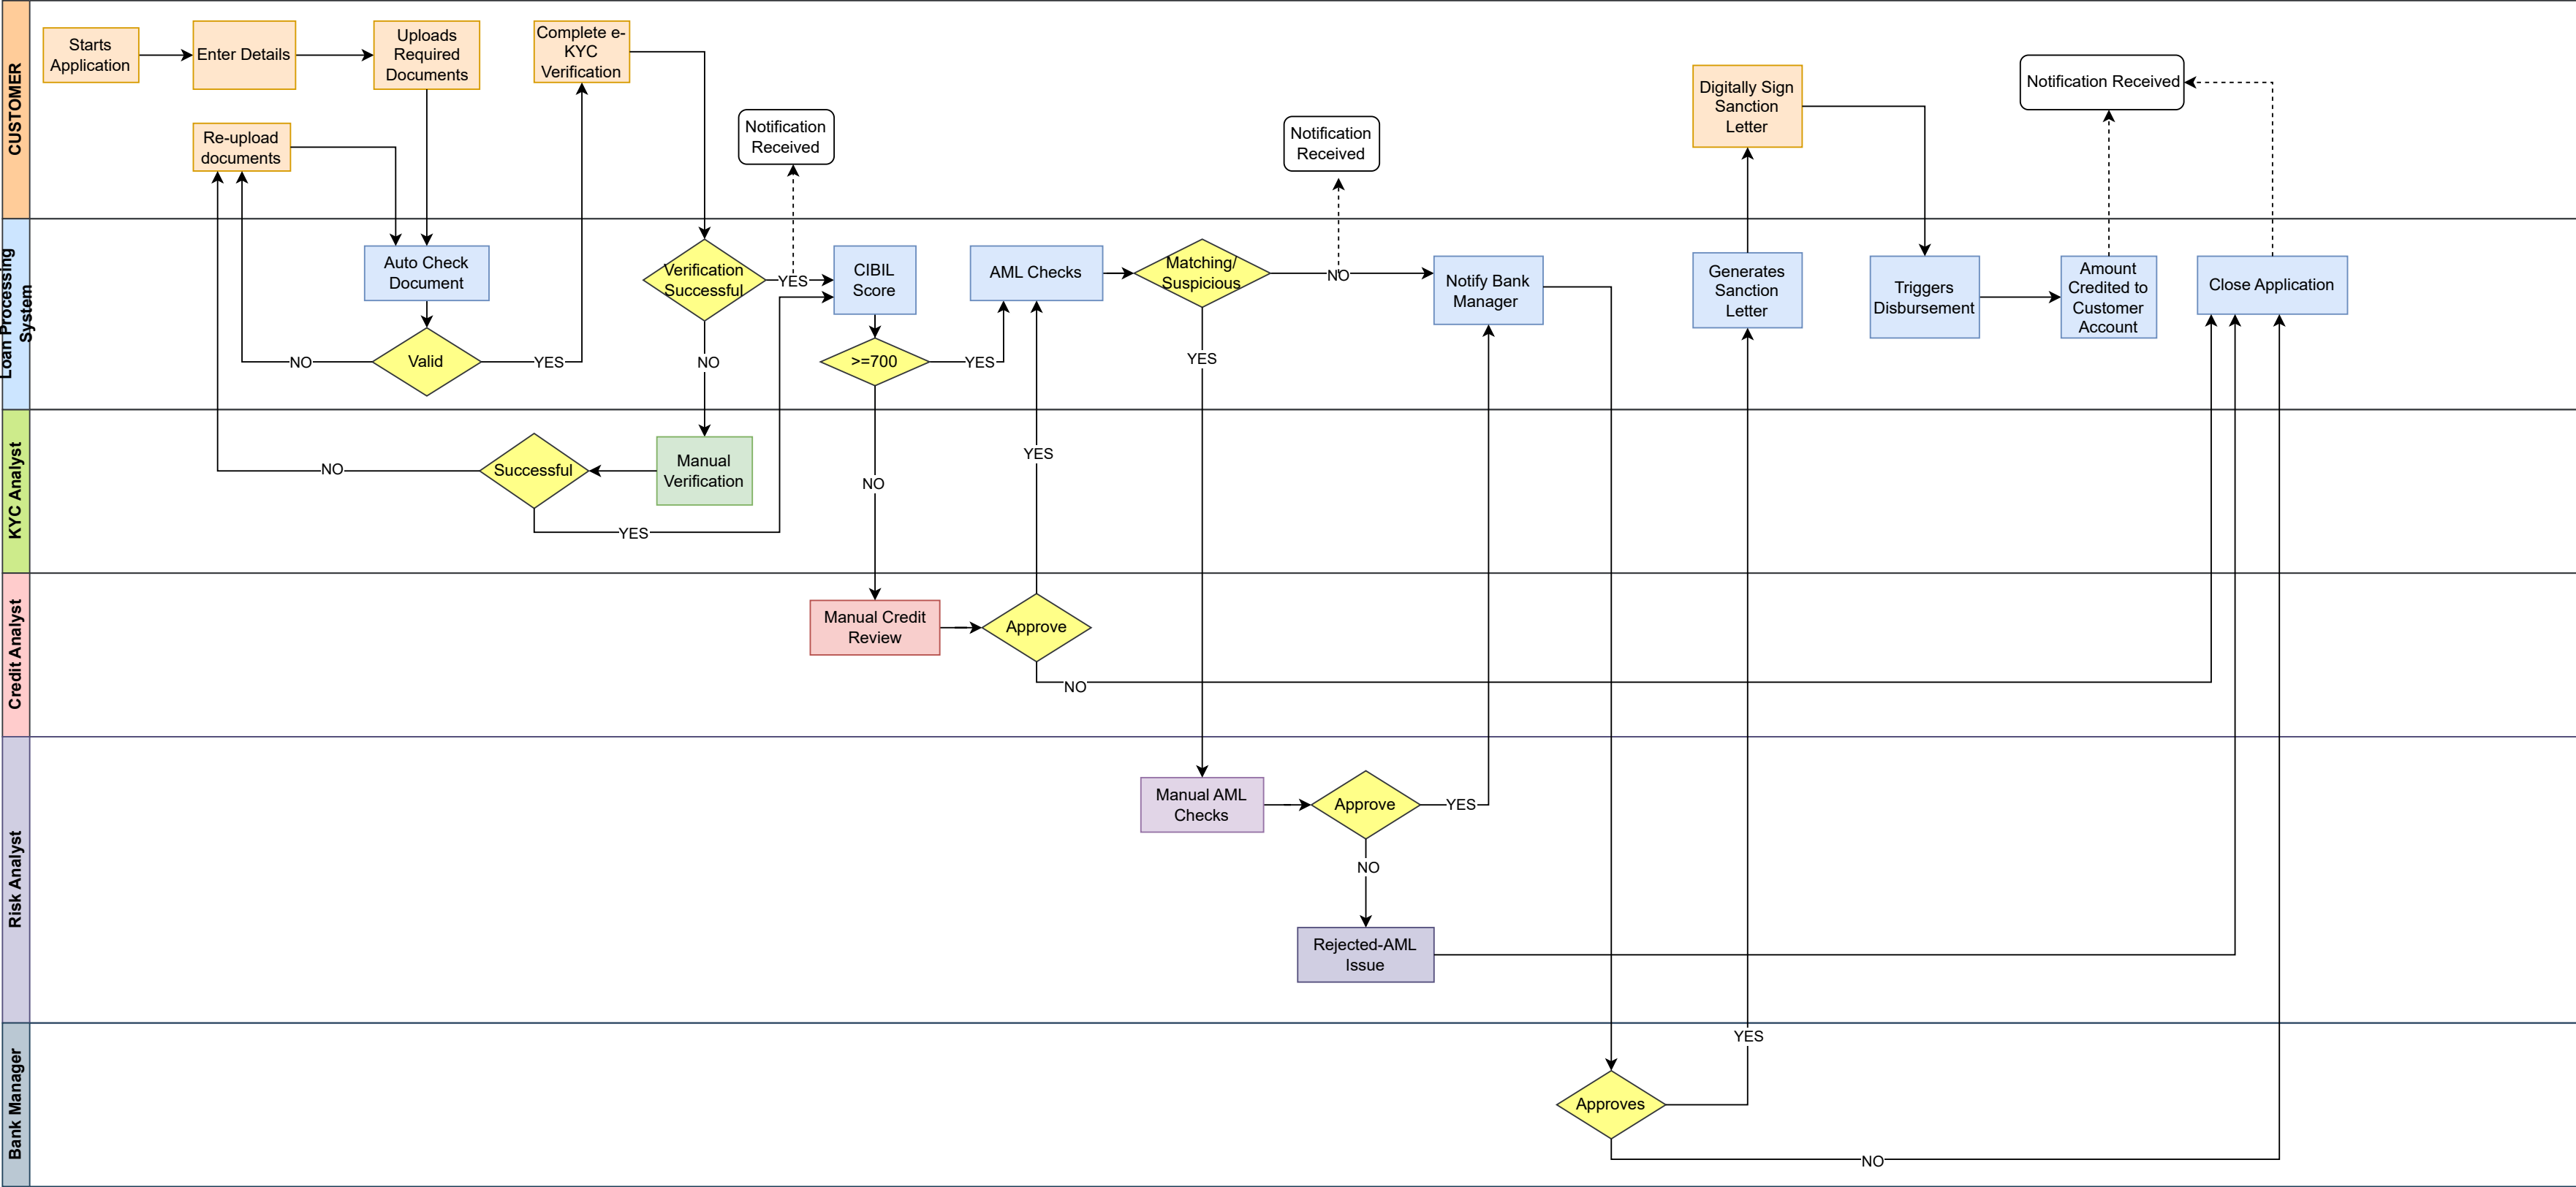 CUSTOMER
Starts
Application
Enter Details
Uploads
Required
Documents
Complete e-
KYC
Verification
Re-upload
documents
Notification
Received
Notification
Received
Digitally Sign
Sanction
Letter
Notification Received
Loan Processing
System
Auto Check
Document
Valid
NO
YES
Verification
Successful
YES
NO
CIBIL
Score
>=700
YES
NO
AML Checks
Matching/
Suspicious
NO
YES
Notify Bank
Manager
Generates
Sanction
Letter
Triggers
Disbursement
Amount
Credited to
Customer
Account
Close Application
KYC Analyst
NO
Successful
Manual
Verification
YES
YES
Credit Analyst
Manual Credit
Review
Approve
NO
Risk Analyst
Manual AML
Checks
Approve
YES
NO
Rejected-AML
Issue
Bank Manager
YES
Approves
NO